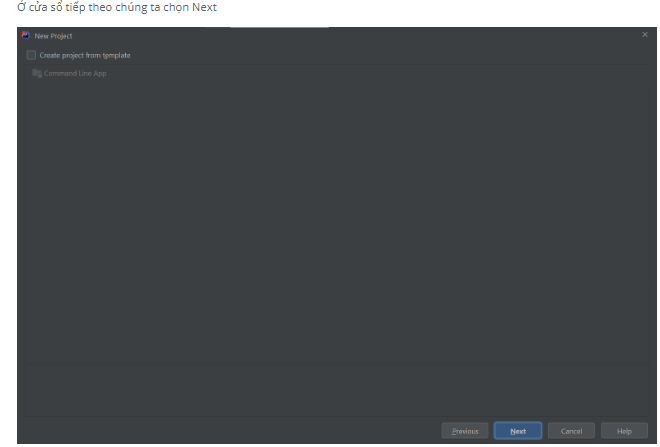 Ở cửa sổ tiếp theo chúng ta chọn Next
New Project
Create project from template
Command Line App
Previous
Next
Cancel
Help